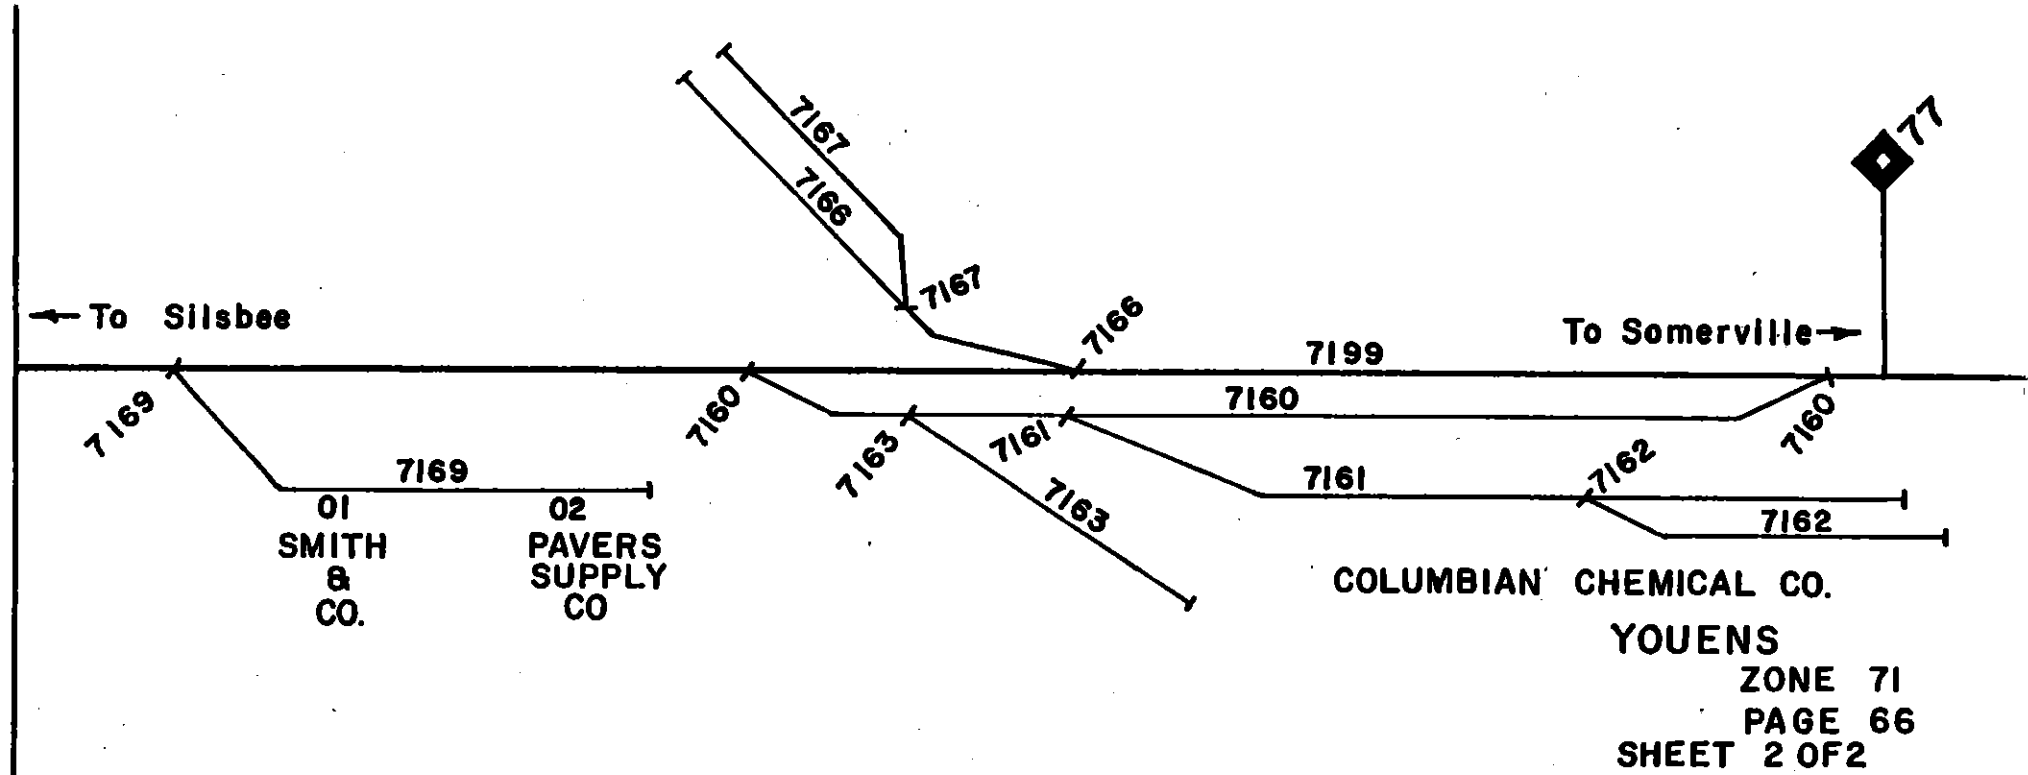 7167
7166
77
7167
7166
← To Silsbee
To Somerville →
7199
7169
7160
7160
7163
7161
7160
7169
7163
7161
7162
7162
01
SMITH
&
CO.
02
PAVERS
SUPPLY
CO
COLUMBIAN CHEMICAL CO.
YOUENS
ZONE 71
PAGE 66
SHEET 2 OF 2